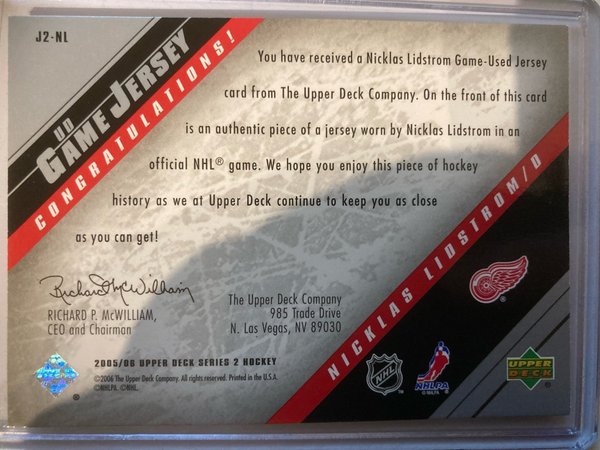 J2-NL
UD
GAME JERSEY
CONGRATULATIONS!
You have received a Nicklas Lidstrom Game-Used Jersey
card from The Upper Deck Company. On the front of this card
is an authentic piece of a jersey worn by Nicklas Lidstrom in an
official NHL® game. We hope you enjoy this piece of hockey
history as we at Upper Deck continue to keep you as close
as you can get!
Richard P. McWilliam
RICHARD P. McWILLIAM,
CEO and Chairman
The Upper Deck Company
985 Trade Drive
N. Las Vegas, NV 89030
NICKLAS LIDSTROM/D
2005/06 UPPER DECK SERIES 2 HOCKEY
©2006 The Upper Deck Company. All rights reserved. Printed in the U.S.A.
©NHLPA. ©NHL.
NHL
NHLPA
©NHLPA
UPPER
DECK